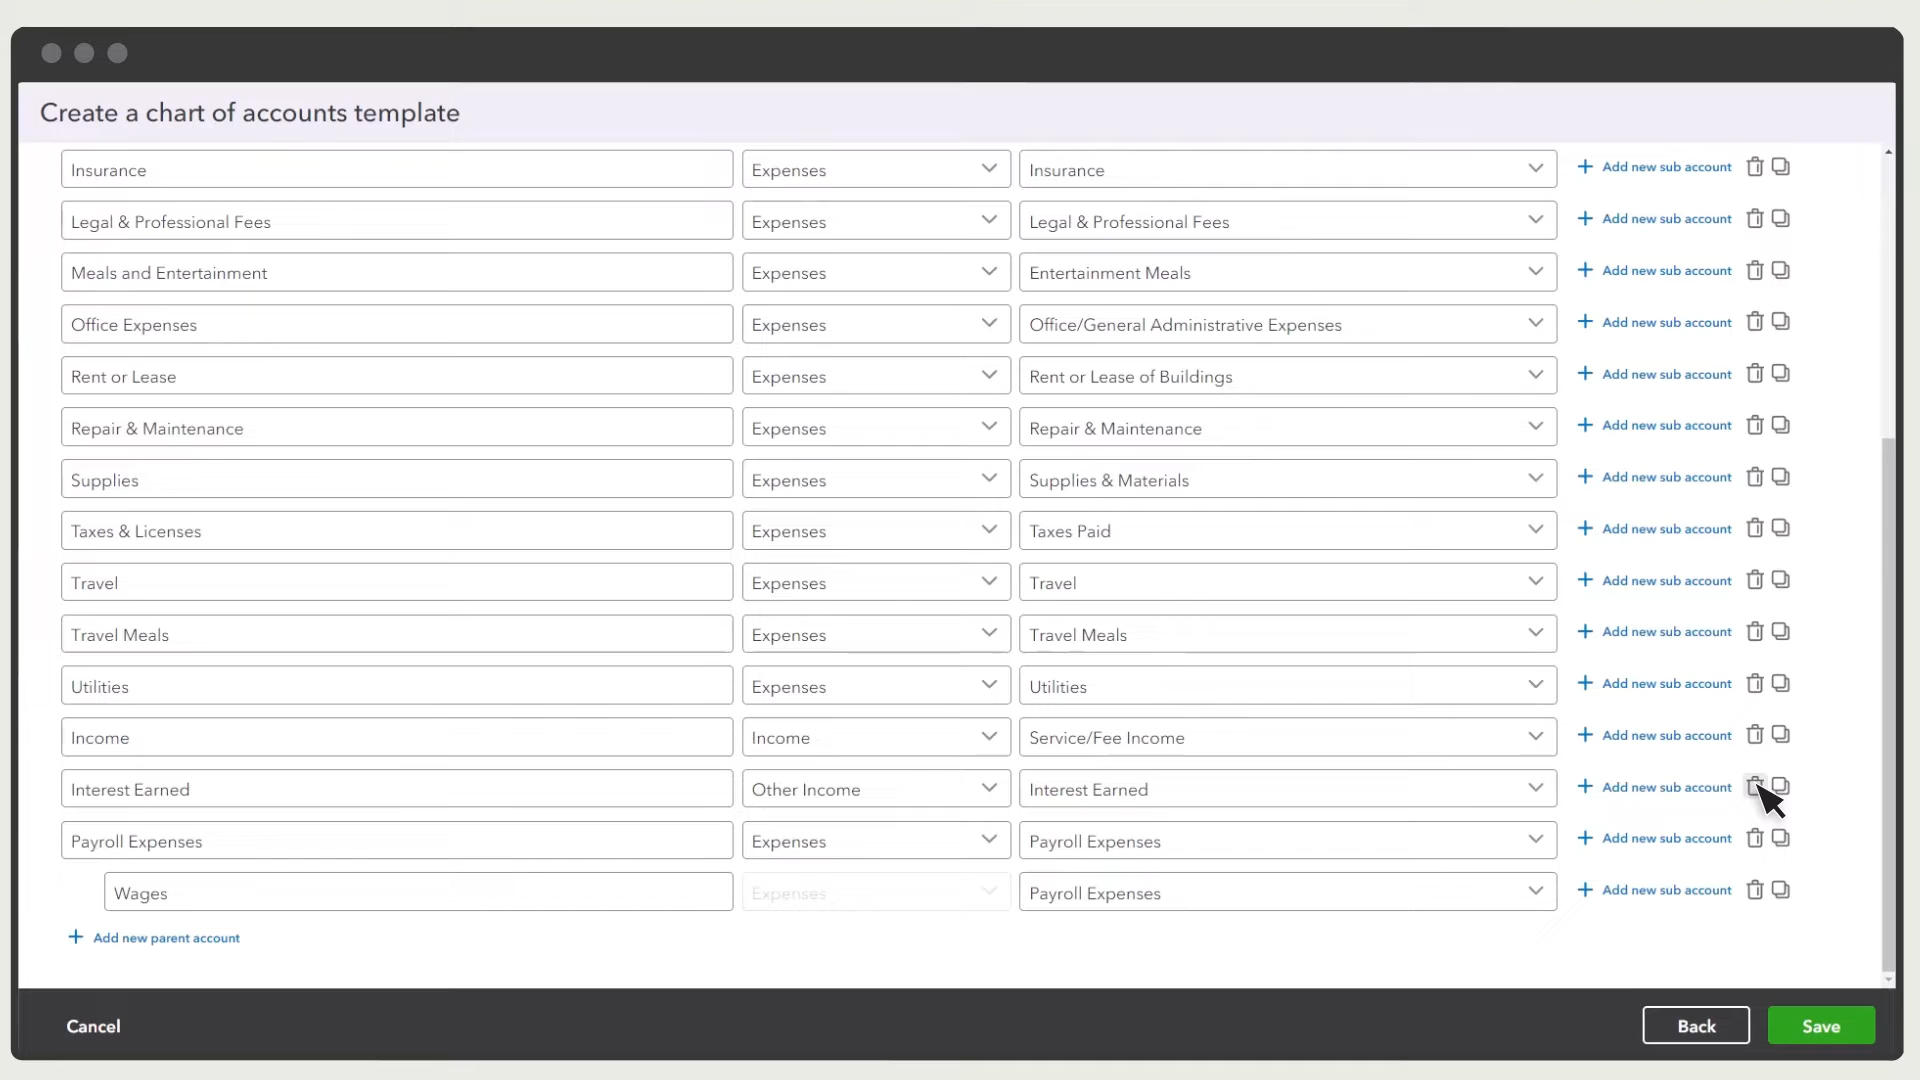 Create a chart of accounts template
Insurance Expenses Insurance Add new sub account
Legal & Professional Fees Expenses Legal & Professional Fees Add new sub account
Meals and Entertainment Expenses Entertainment Meals Add new sub account
Office Expenses Expenses Office/General Administrative Expenses Add new sub account
Rent or Lease Expenses Rent or Lease of Buildings Add new sub account
Repair & Maintenance Expenses Repair & Maintenance Add new sub account
Supplies Expenses Supplies & Materials Add new sub account
Taxes & Licenses Expenses Taxes Paid Add new sub account
Travel Expenses Travel Add new sub account
Travel Meals Expenses Travel Meals Add new sub account
Utilities Expenses Utilities Add new sub account
Income Income Service/Fee Income Add new sub account
Interest Earned Other Income Interest Earned Add new sub account
Payroll Expenses Expenses Payroll Expenses Add new sub account
Wages Expenses Payroll Expenses Add new sub account
Add new parent account
Cancel Back Save